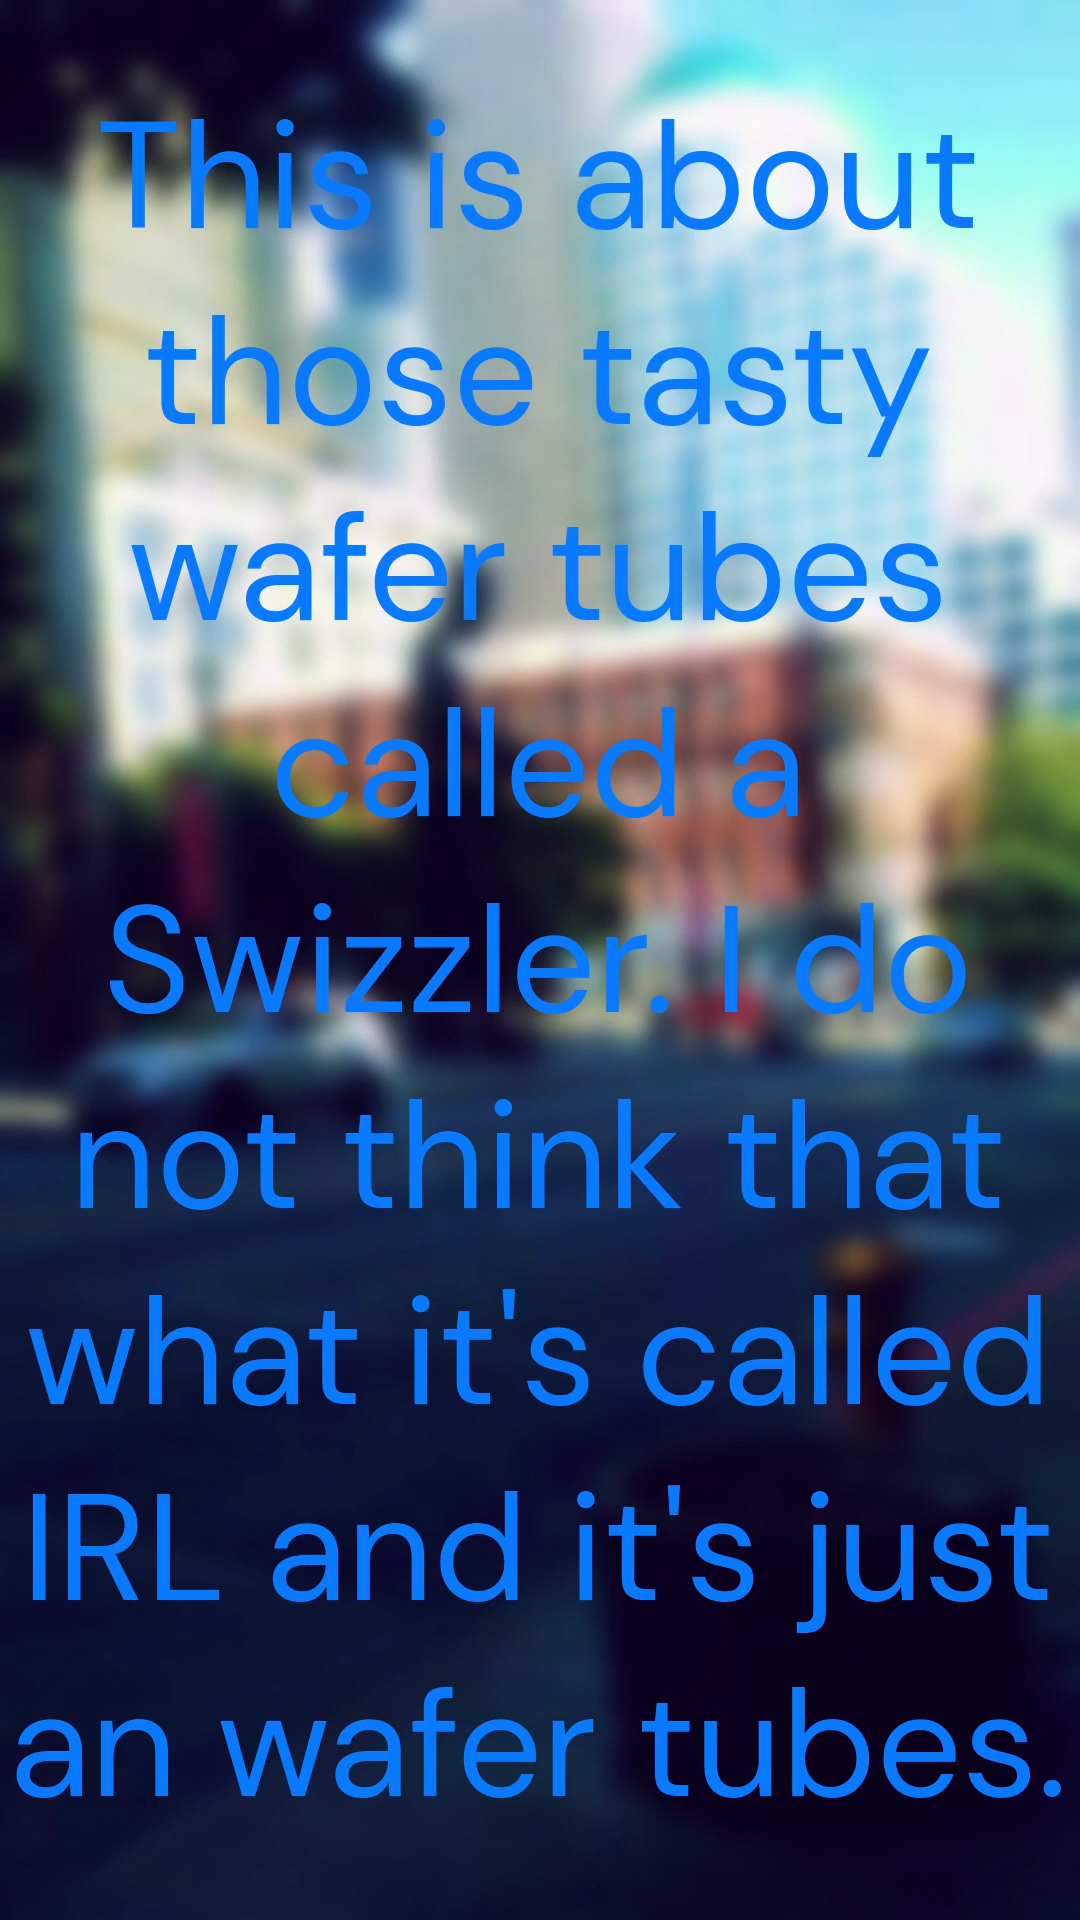 This is about
those tasty
wafer tubes
called a
Swizzler. I do
not think that
what it's called
IRL and it's just
an wafer tubes.